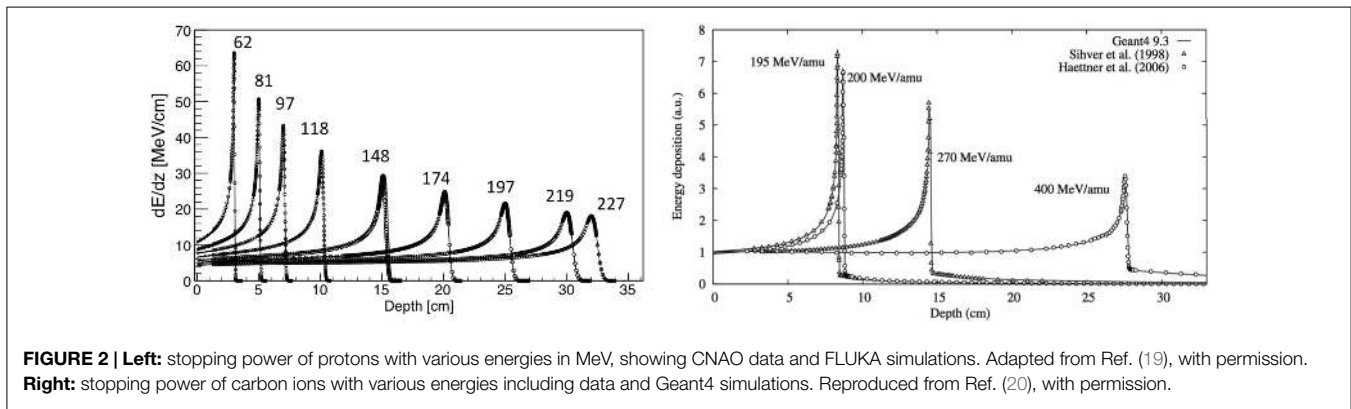 70
60
50
40
30
20
10
0
dE/dz [MeV/cm]
62
81
97
118
148
174
197
219
227
0 5 10 15 20 25 30 35
Depth [cm]
8
7
6
5
4
3
2
1
0
Energy deposition (a.u.)
Geant4 9.3
Sihver et al. (1998)
Haettner et al. (2006)
195 MeV/amu
200 MeV/amu
270 MeV/amu
400 MeV/amu
0 5 10 15 20 25 30
Depth (cm)
FIGURE 2 | Left: stopping power of protons with various energies in MeV, showing CNAO data and FLUKA simulations. Adapted from Ref. (19), with permission.
Right: stopping power of carbon ions with various energies including data and Geant4 simulations. Reproduced from Ref. (20), with permission.